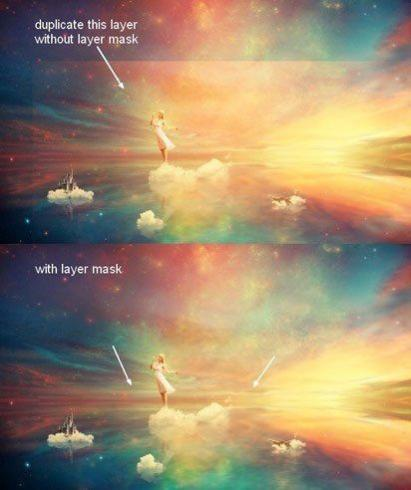 duplicate this layer
without layer mask
with layer mask